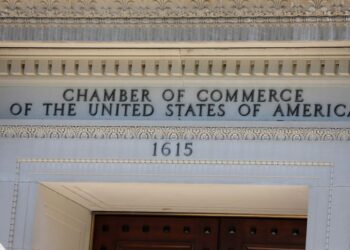 CHAMBER OF COMMERCE
OF THE UNITED STATES OF AMERICA
1615